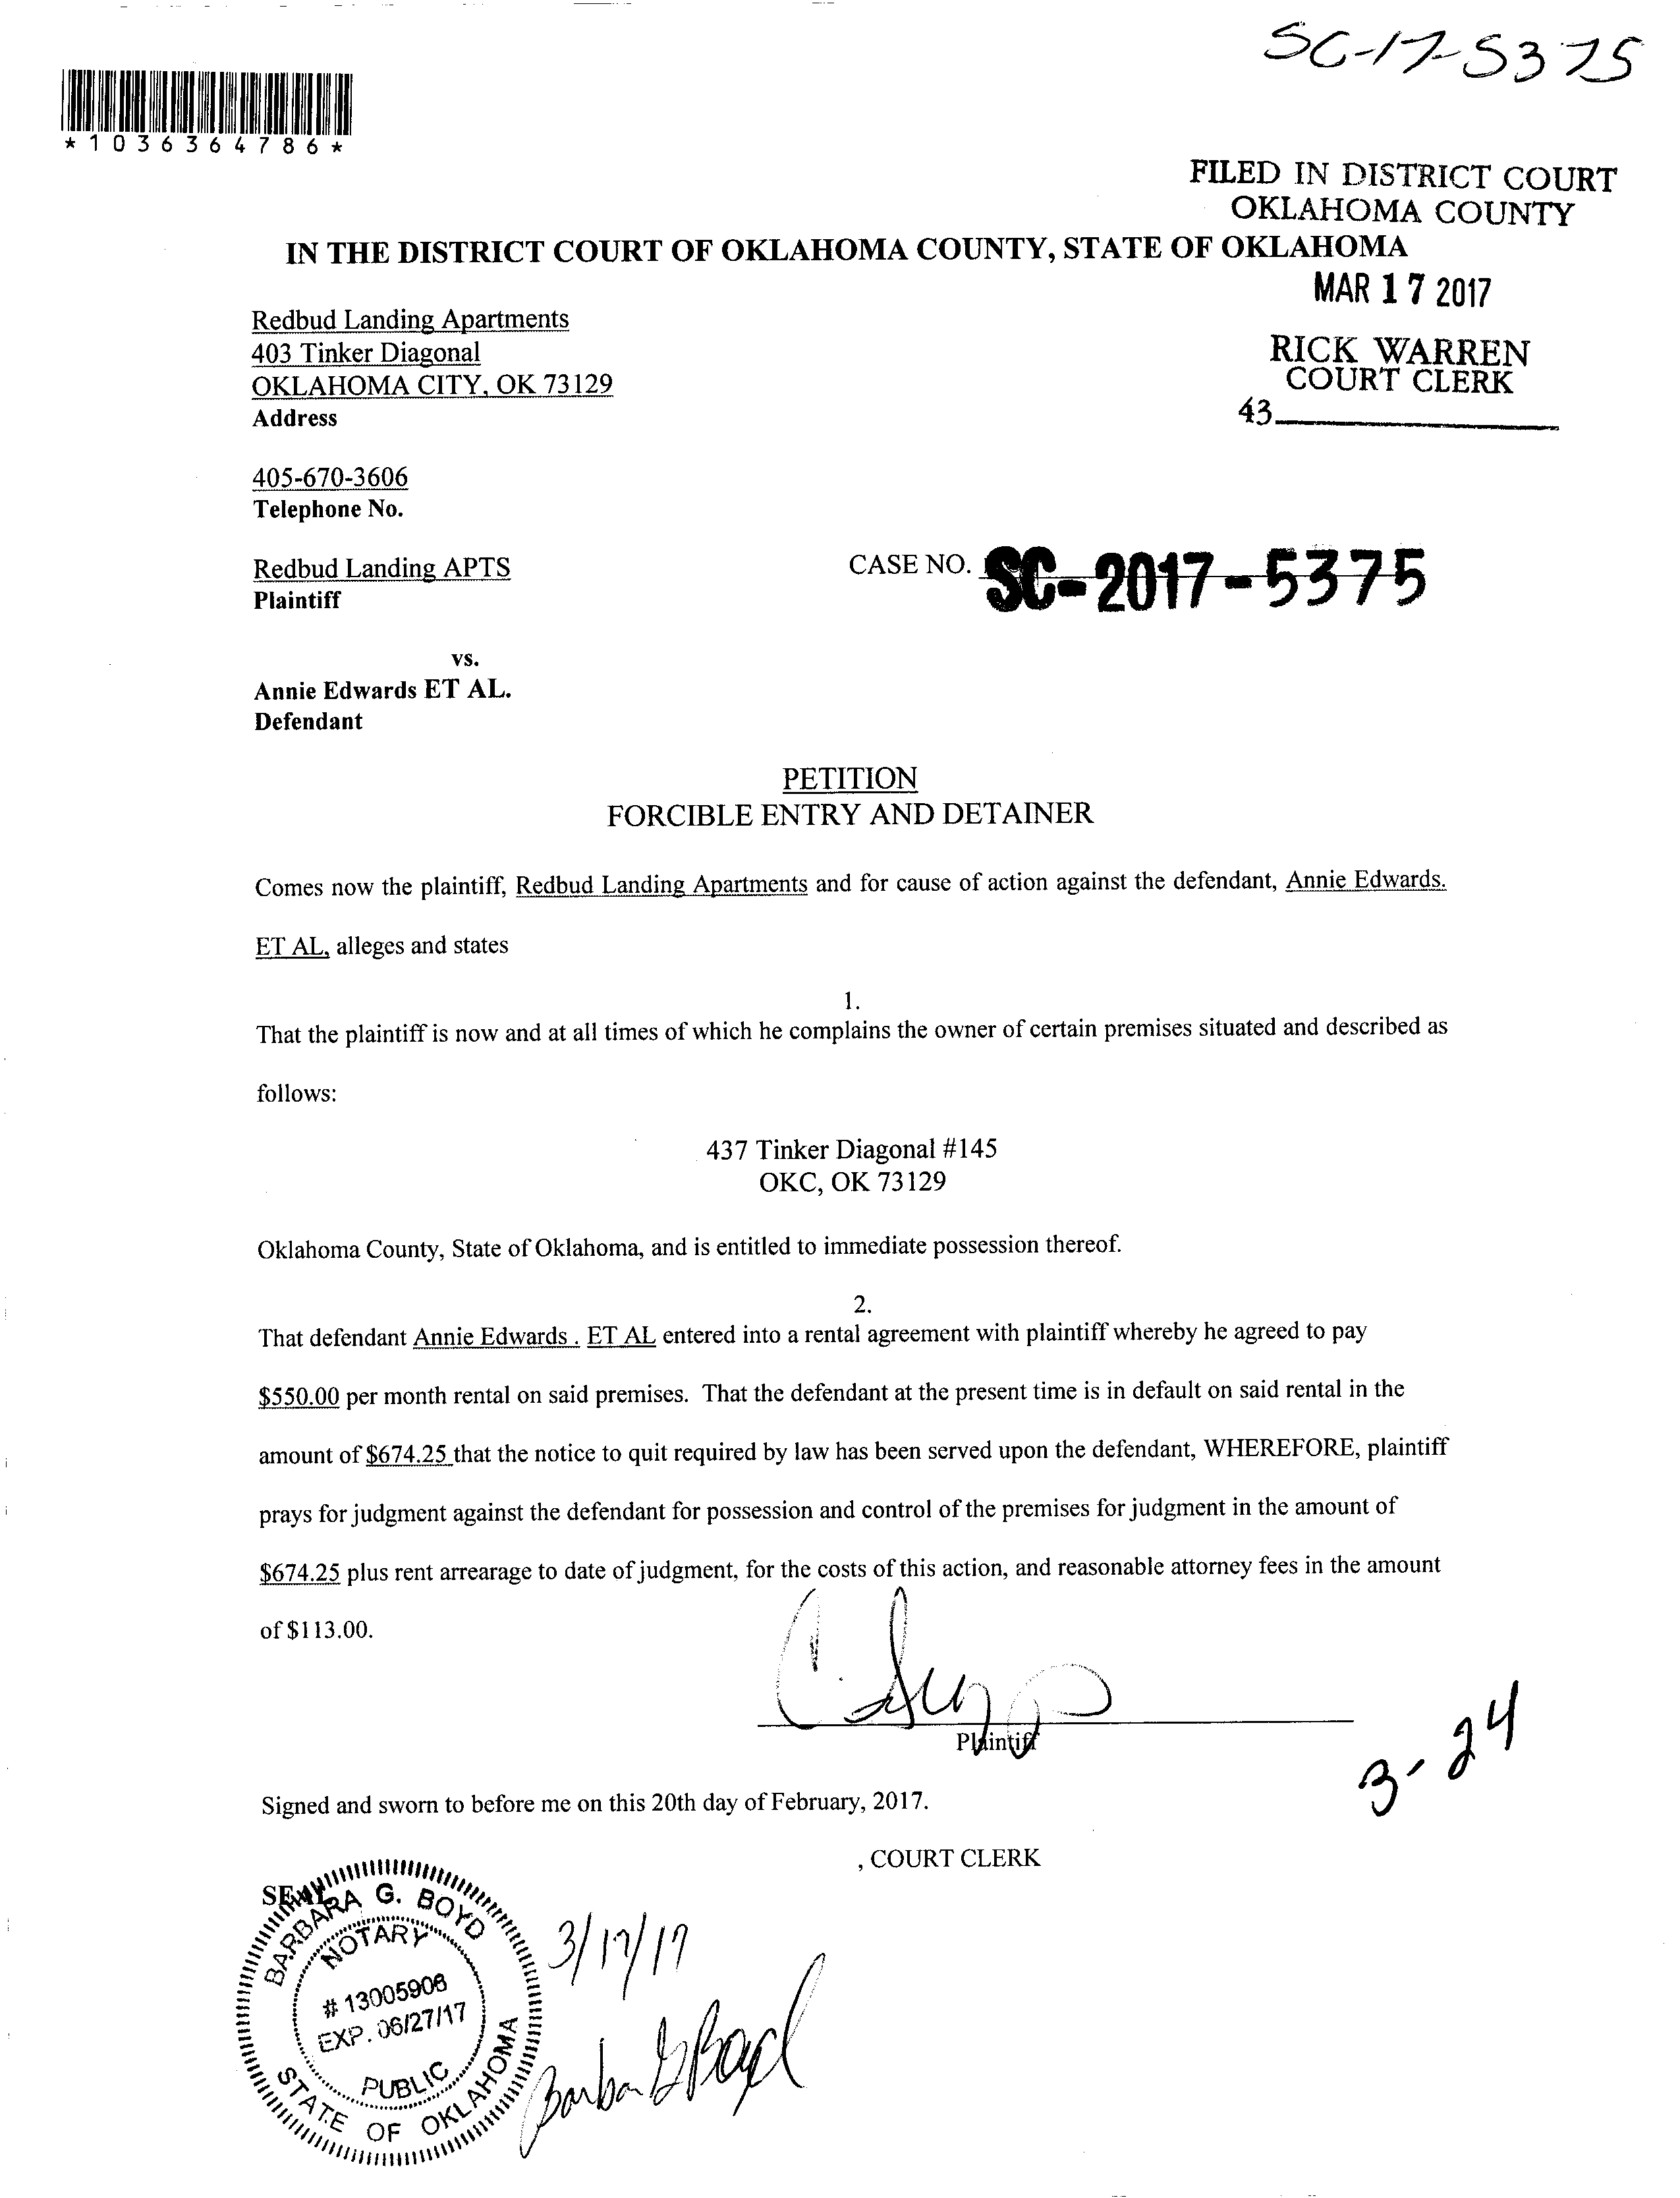 SC-17-5375
*1036364786*
FILED IN DISTRICT COURT
OKLAHOMA COUNTY
IN THE DISTRICT COURT OF OKLAHOMA COUNTY, STATE OF OKLAHOMA
MAR 17 2017
RICK WARREN
COURT CLERK
43
Redbud Landing Apartments
403 Tinker Diagonal
OKLAHOMA CITY, OK 73129
Address
405-670-3606
Telephone No.
Redbud Landing APTS
Plaintiff
CASE NO. SC-2017-5375
vs.
Annie Edwards ET AL.
Defendant
PETITION
FORCIBLE ENTRY AND DETAINER
Comes now the plaintiff, Redbud Landing Apartments and for cause of action against the defendant, Annie Edwards.
ET AL, alleges and states
1.
That the plaintiff is now and at all times of which he complains the owner of certain premises situated and described as
follows:
437 Tinker Diagonal #145
OKC, OK 73129
Oklahoma County, State of Oklahoma, and is entitled to immediate possession thereof.
2.
That defendant Annie Edwards . ET AL entered into a rental agreement with plaintiff whereby he agreed to pay
$550.00 per month rental on said premises. That the defendant at the present time is in default on said rental in the
amount of $674.25 that the notice to quit required by law has been served upon the defendant, WHEREFORE, plaintiff
prays for judgment against the defendant for possession and control of the premises for judgment in the amount of
$674.25 plus rent arrearage to date of judgment, for the costs of this action, and reasonable attorney fees in the amount
of $113.00.
Plaintiff
3-24
Signed and sworn to before me on this 20th day of February, 2017.
, COURT CLERK
SEAL
BARBARA G. BOYD
NOTARY
# 13005906
EXP. 06/27/17
PUBLIC
STATE OF OKLAHOMA
3/17/17
Barbara G Boyd